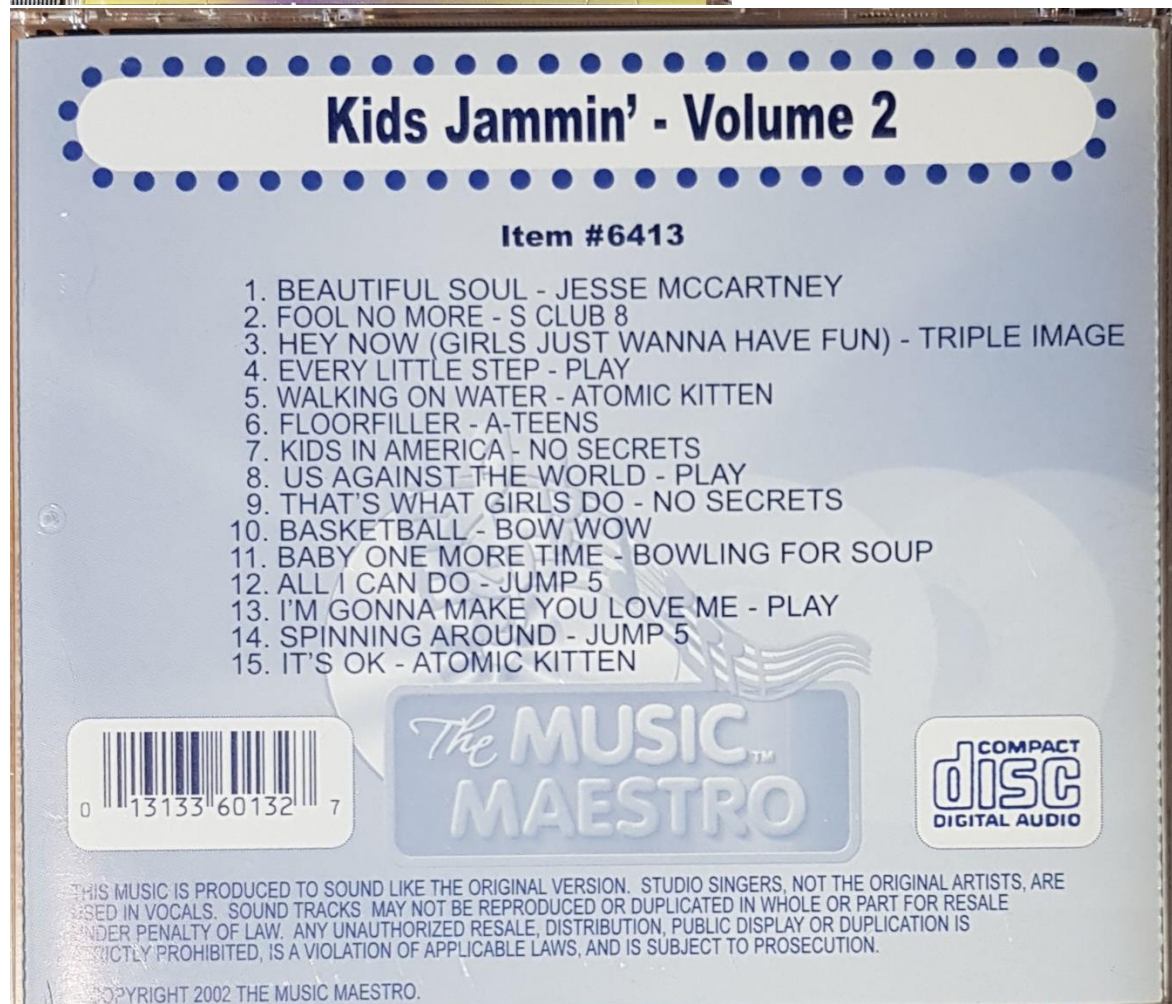 Kids Jammin' - Volume 2
Item #6413
1. BEAUTIFUL SOUL - JESSE MCCARTNEY
2. FOOL NO MORE - S CLUB 8
3. HEY NOW (GIRLS JUST WANNA HAVE FUN) - TRIPLE IMAGE
4. EVERY LITTLE STEP - PLAY
5. WALKING ON WATER - ATOMIC KITTEN
6. FLOORFILLER - A-TEENS
7. KIDS IN AMERICA - NO SECRETS
8. US AGAINST THE WORLD - PLAY
9. THAT'S WHAT GIRLS DO - NO SECRETS
10. BASKETBALL - BOW WOW
11. BABY ONE MORE TIME - BOWLING FOR SOUP
12. ALL I CAN DO - JUMP 5
13. I'M GONNA MAKE YOU LOVE ME - PLAY
14. SPINNING AROUND - JUMP 5
15. IT'S OK - ATOMIC KITTEN
The MUSIC™
MAESTRO
0 13133 60132 7
COMPACT
disc
DIGITAL AUDIO
THIS MUSIC IS PRODUCED TO SOUND LIKE THE ORIGINAL VERSION. STUDIO SINGERS, NOT THE ORIGINAL ARTISTS, ARE
USED IN VOCALS. SOUND TRACKS MAY NOT BE REPRODUCED OR DUPLICATED IN WHOLE OR PART FOR RESALE
UNDER PENALTY OF LAW. ANY UNAUTHORIZED RESALE, DISTRIBUTION, PUBLIC DISPLAY OR DUPLICATION IS
STRICTLY PROHIBITED, IS A VIOLATION OF APPLICABLE LAWS, AND IS SUBJECT TO PROSECUTION.
COPYRIGHT 2002 THE MUSIC MAESTRO.